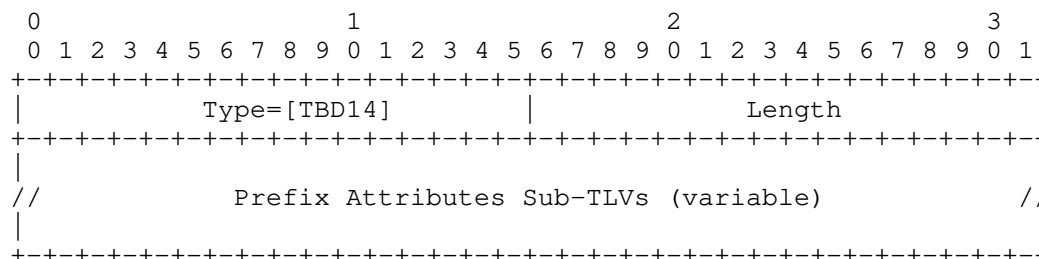 0                   1                   2                   3
0 1 2 3 4 5 6 7 8 9 0 1 2 3 4 5 6 7 8 9 0 1 2 3 4 5 6 7 8 9 0 1
+-+-+-+-+-+-+-+-+-+-+-+-+-+-+-+-+-+-+-+-+-+-+-+-+-+-+-+-+-+-+-+-+-
|           Type=[TBD14]        |             Length
+-+-+-+-+-+-+-+-+-+-+-+-+-+-+-+-+-+-+-+-+-+-+-+-+-+-+-+-+-+-+-+-+-
|
//            Prefix Attributes Sub-TLVs (variable)            //
|
+-+-+-+-+-+-+-+-+-+-+-+-+-+-+-+-+-+-+-+-+-+-+-+-+-+-+-+-+-+-+-+-+-